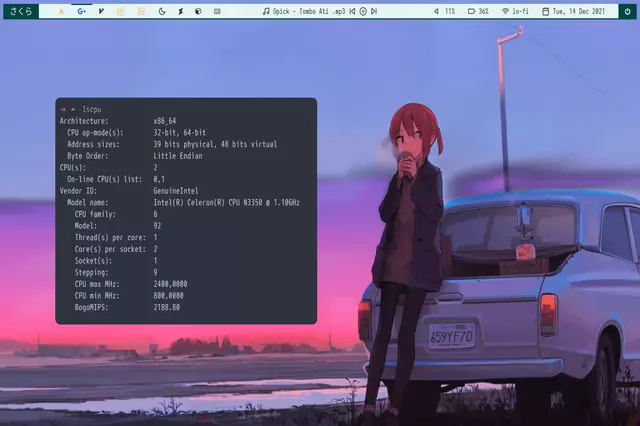 さくら
Opick - Tombo Ati .mp3
11%
36%
lo-fi
Tue, 14 Dec 2021
lscpu
Architecture: x86_64
CPU op-mode(s): 32-bit, 64-bit
Address sizes: 39 bits physical, 48 bits virtual
Byte Order: Little Endian
CPU(s): 2
On-line CPU(s) list: 0,1
Vendor ID: GenuineIntel
Model name: Intel(R) Celeron(R) CPU N3350 @ 1.10GHz
CPU family: 6
Model: 92
Thread(s) per core: 1
Core(s) per socket: 2
Socket(s): 1
Stepping: 9
CPU max MHz: 2400,0000
CPU min MHz: 800,0000
BogoMIPS: 2188.80
659YF70